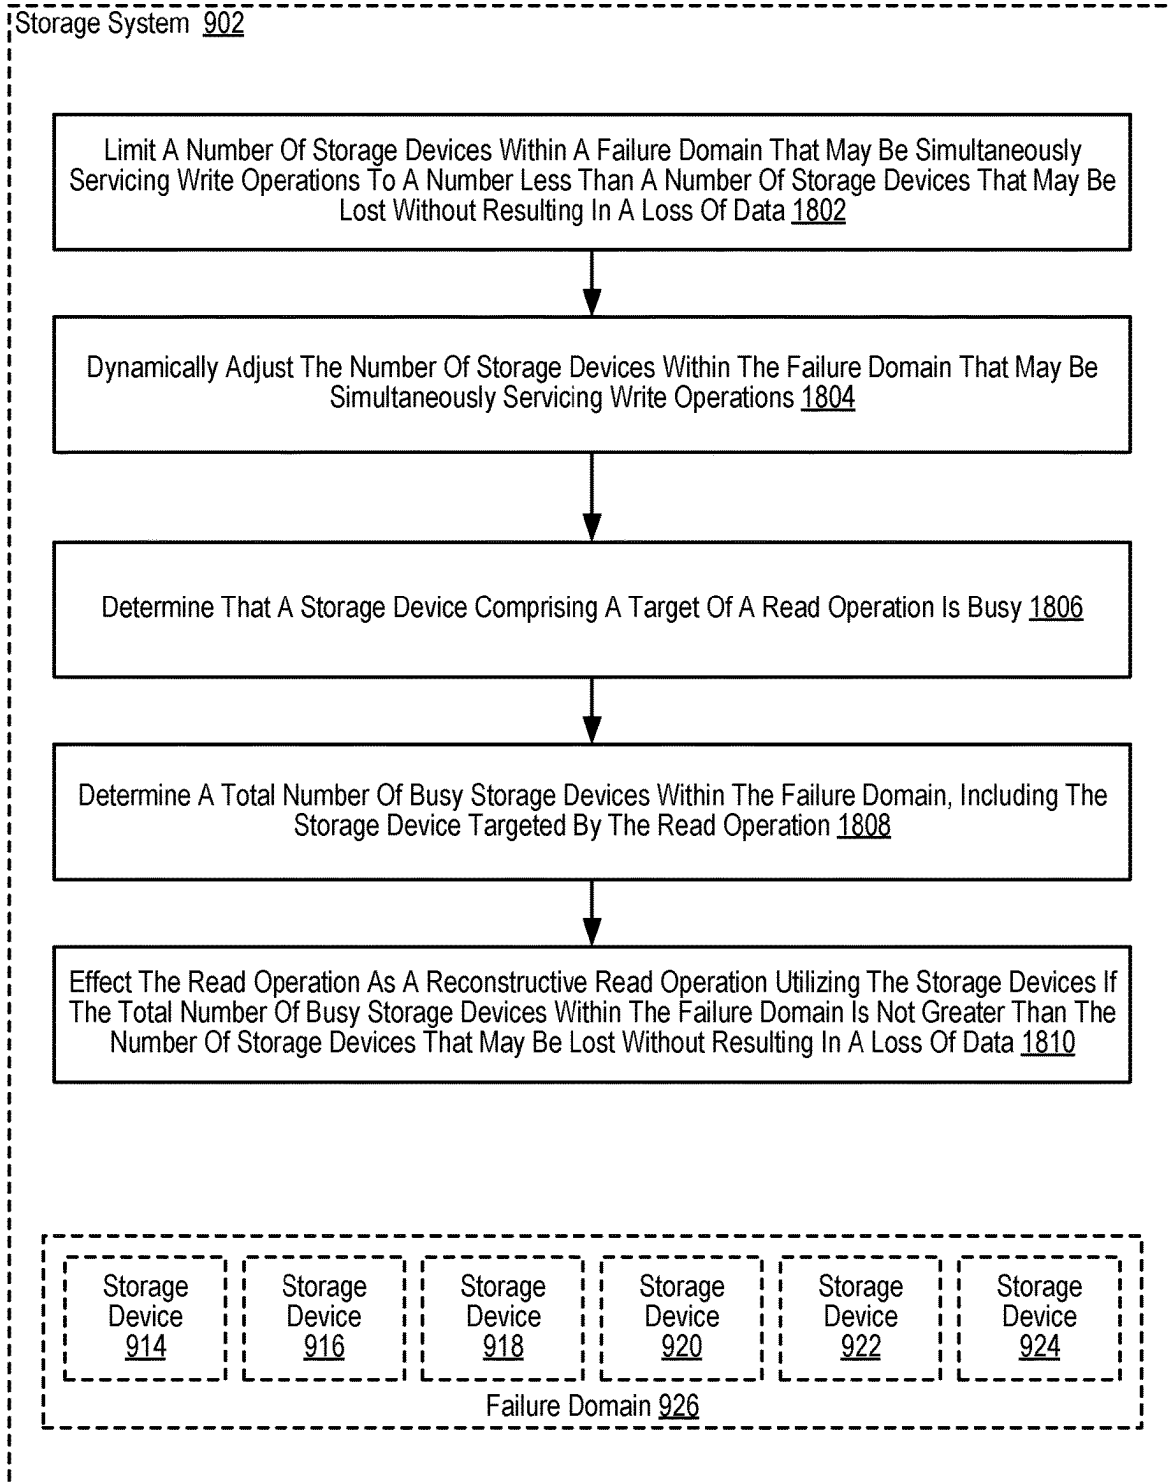 Storage System 902
Limit A Number Of Storage Devices Within A Failure Domain That May Be Simultaneously
Servicing Write Operations To A Number Less Than A Number Of Storage Devices That May Be
Lost Without Resulting In A Loss Of Data 1802
Dynamically Adjust The Number Of Storage Devices Within The Failure Domain That May Be
Simultaneously Servicing Write Operations 1804
Determine That A Storage Device Comprising A Target Of A Read Operation Is Busy 1806
Determine A Total Number Of Busy Storage Devices Within The Failure Domain, Including The
Storage Device Targeted By The Read Operation 1808
Effect The Read Operation As A Reconstructive Read Operation Utilizing The Storage Devices If
The Total Number Of Busy Storage Devices Within The Failure Domain Is Not Greater Than The
Number Of Storage Devices That May Be Lost Without Resulting In A Loss Of Data 1810
Storage
Device
914
Storage
Device
916
Storage
Device
918
Storage
Device
920
Storage
Device
922
Storage
Device
924
Failure Domain 926